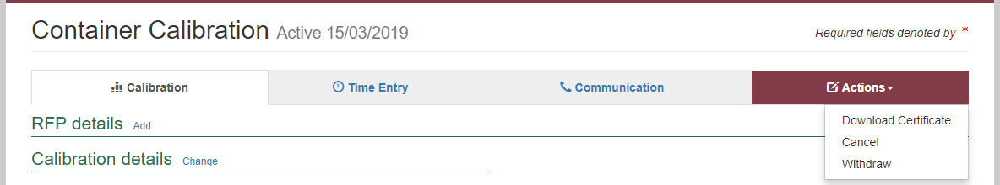 Container Calibration Active 15/03/2019
Required fields denoted by *
Calibration
Time Entry
Communication
Actions
RFP details Add
Calibration details Change
Download Certificate
Cancel
Withdraw